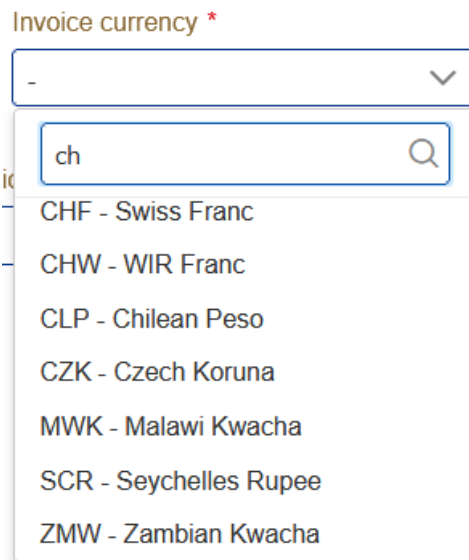 Invoice currency *
-
ch
CHF - Swiss Franc
CHW - WIR Franc
CLP - Chilean Peso
CZK - Czech Koruna
MWK - Malawi Kwacha
SCR - Seychelles Rupee
ZMW - Zambian Kwacha